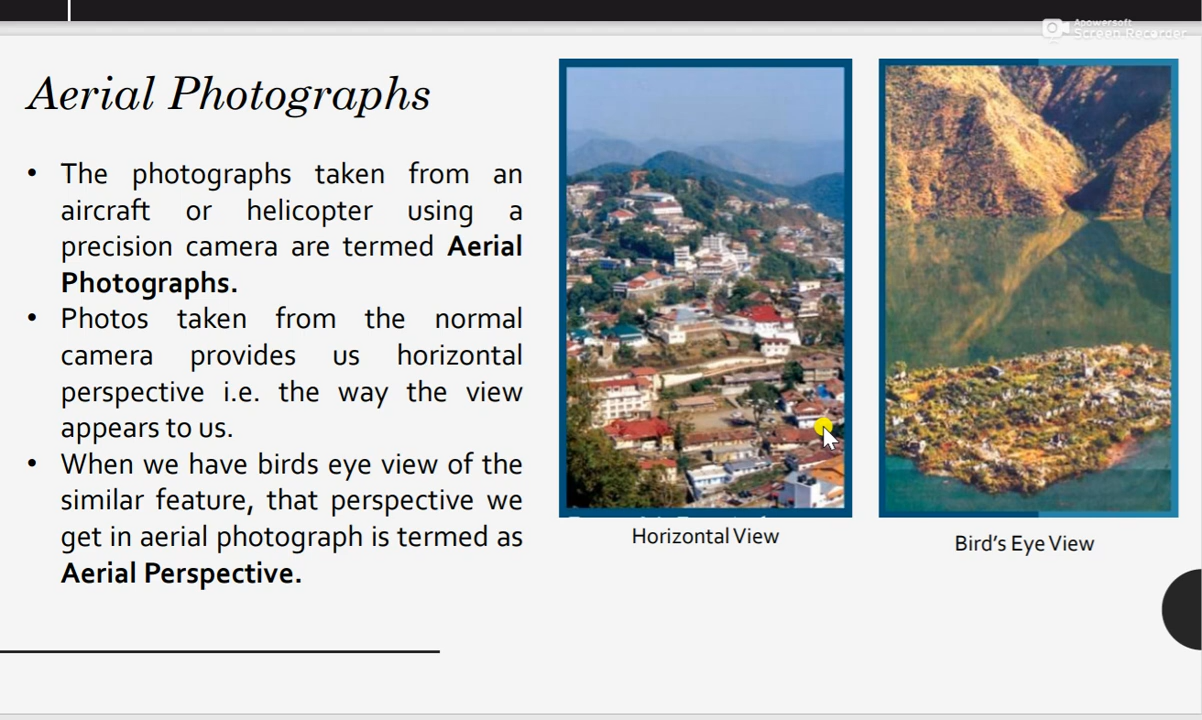 Apowersoft
Screen Recorder
Aerial Photographs
• The photographs taken from an
aircraft or helicopter using a
precision camera are termed Aerial
Photographs.
• Photos taken from the normal
camera provides us horizontal
perspective i.e. the way the view
appears to us.
• When we have birds eye view of the
similar feature, that perspective we
get in aerial photograph is termed as
Aerial Perspective.
Horizontal View
Bird's Eye View